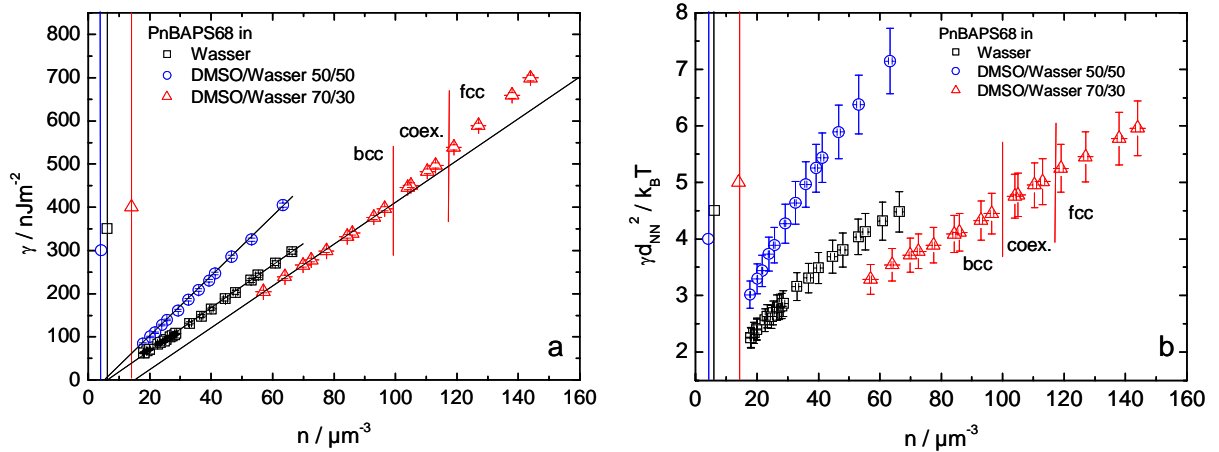 850
800
700
600
500
400
300
200
100
0
γ / nJm⁻²
PnBAPS68 in
Wasser
DMSO/Wasser 50/50
DMSO/Wasser 70/30
bcc
coex.
fcc
a
0 20 40 60 80 100 120 140 160
n / µm⁻³
8
7
6
5
4
3
2
γd_NN² / k_BT
PnBAPS68 in
Wasser
DMSO/Wasser 50/50
DMSO/Wasser 70/30
bcc
coex.
fcc
b
0 20 40 60 80 100 120 140 160
n / µm⁻³